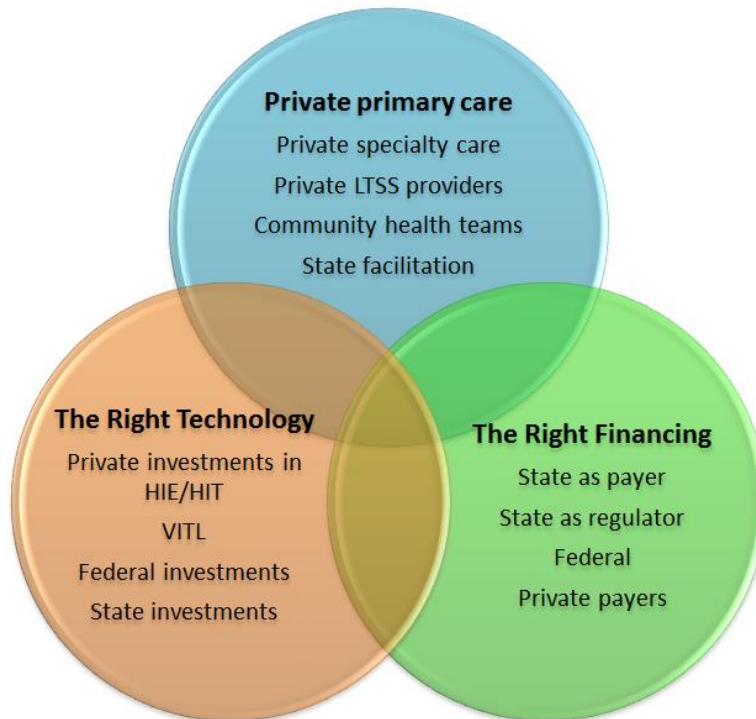 Private primary care
Private specialty care
Private LTSS providers
Community health teams
State facilitation
The Right Technology
Private investments in
HIE/HIT
VITL
Federal investments
State investments
The Right Financing
State as payer
State as regulator
Federal
Private payers